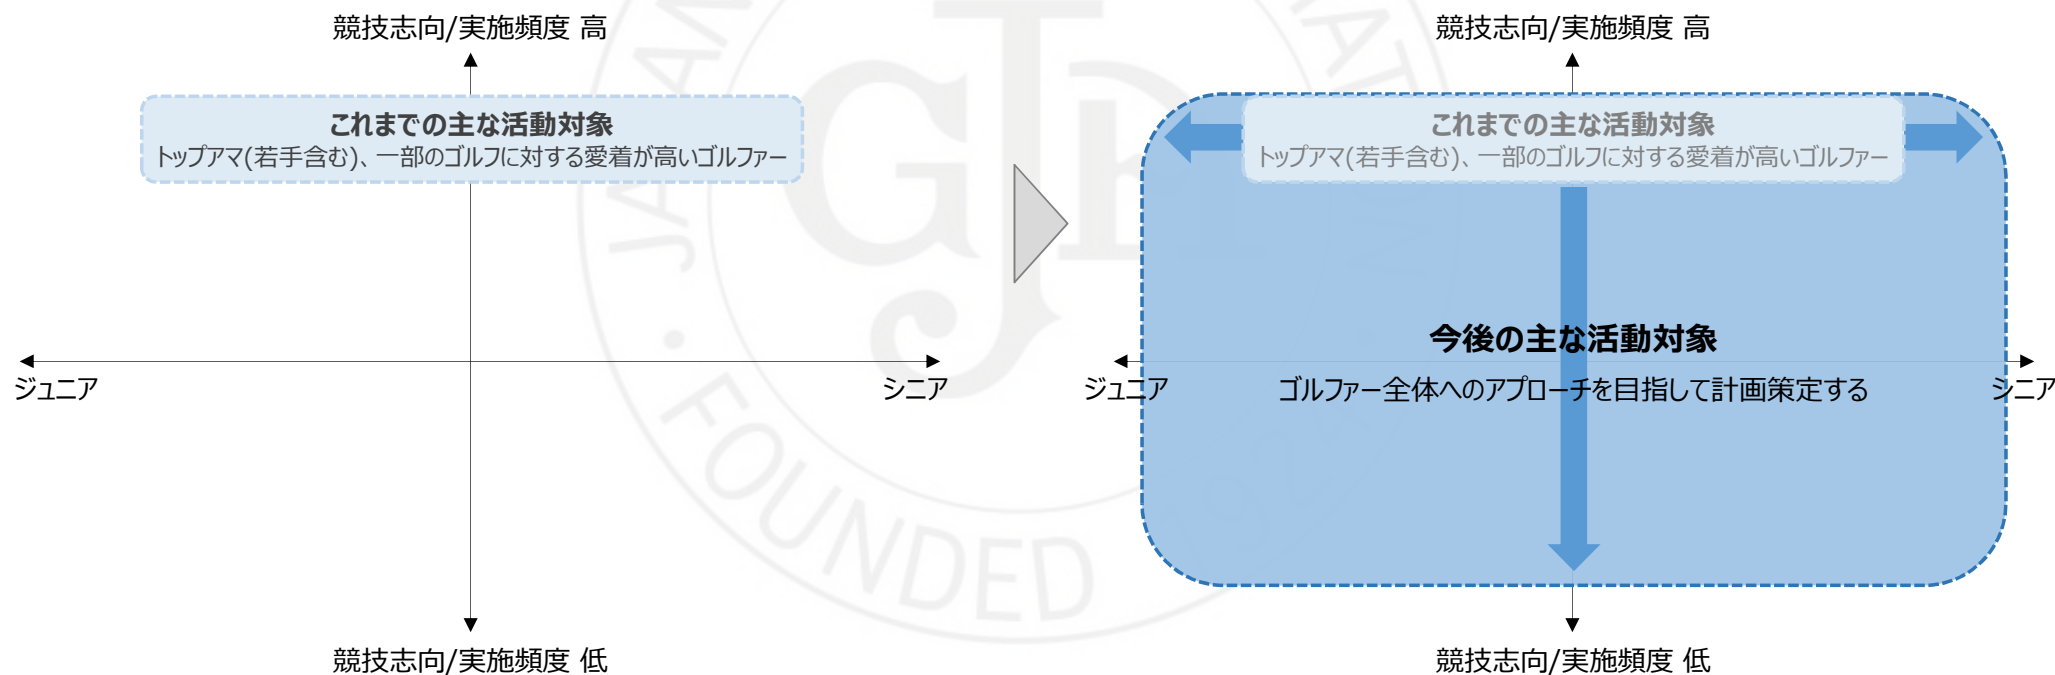 競技志向/実施頻度 高
これまでの主な活動対象
トップアマ(若手含む)、一部のゴルフに対する愛着が高いゴルファー
ジュニア
シニア
競技志向/実施頻度 低
競技志向/実施頻度 高
これまでの主な活動対象
トップアマ(若手含む)、一部のゴルフに対する愛着が高いゴルファー
今後の主な活動対象
ジュニア
ゴルファー全体へのアプローチを目指して計画策定する
シニア
競技志向/実施頻度 低
FOUNDED